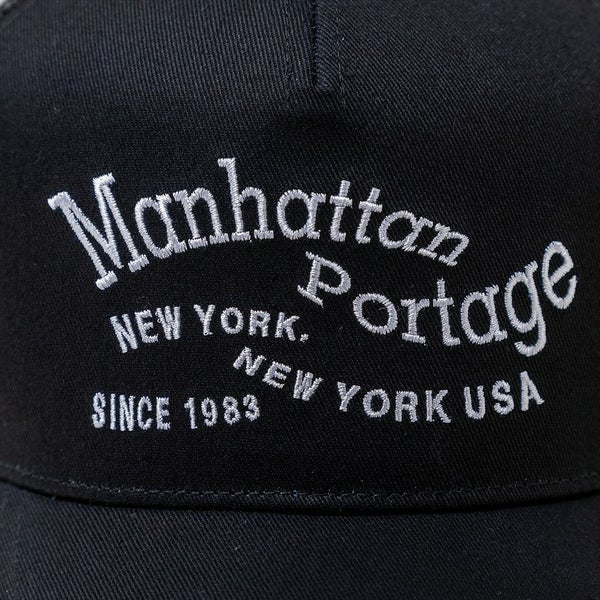 Manhattan
Portage
NEW YORK.
NEW YORK USA
SINCE 1983